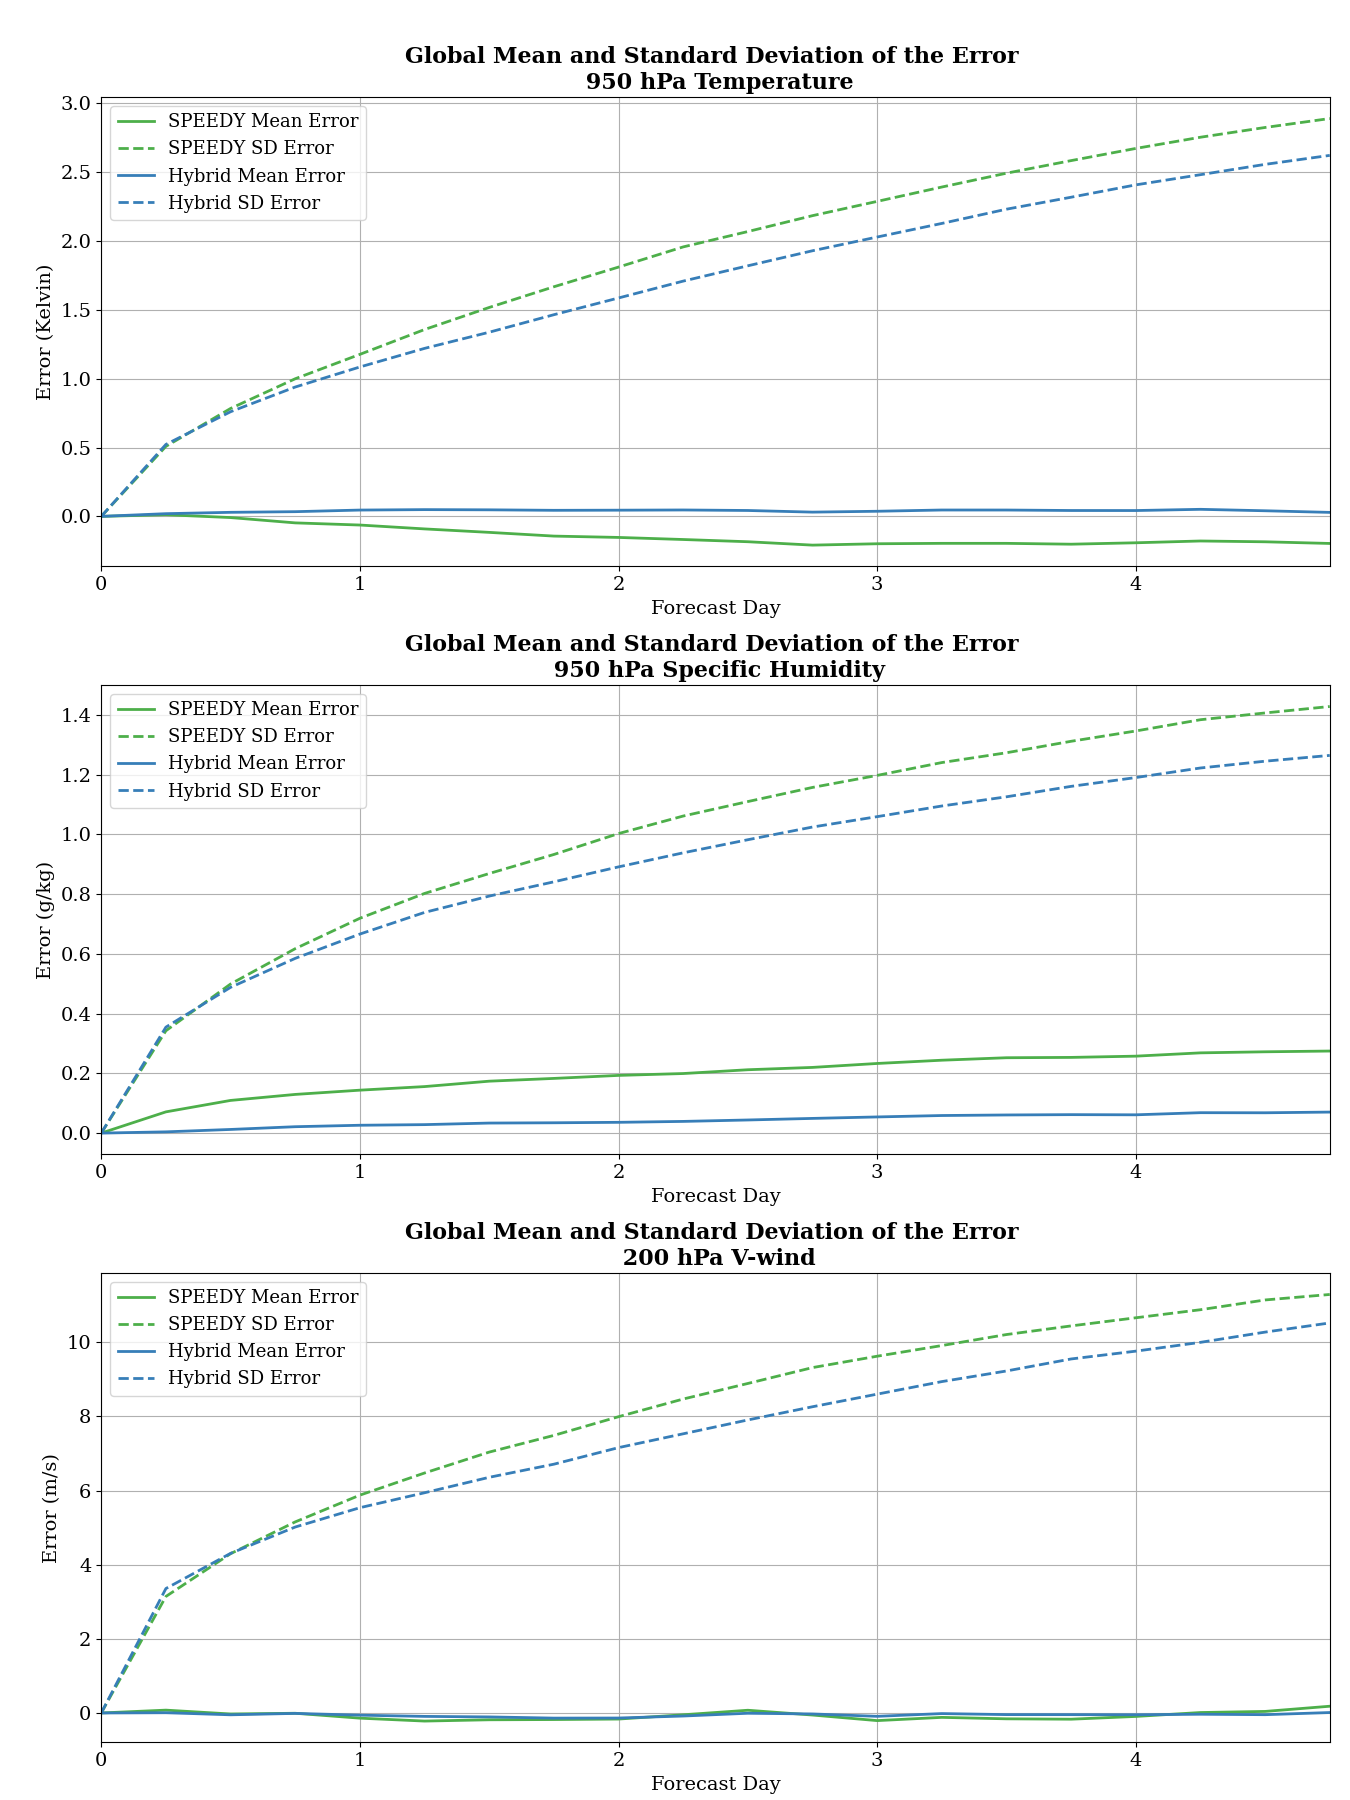 Global Mean and Standard Deviation of the Error
950 hPa Temperature
3.0
2.5
2.0
1.5
1.0
0.5
0.0
Error (Kelvin)
SPEEDY Mean Error
SPEEDY SD Error
Hybrid Mean Error
Hybrid SD Error
0 1 2 3 4
Forecast Day
Global Mean and Standard Deviation of the Error
950 hPa Specific Humidity
1.4
1.2
1.0
0.8
0.6
0.4
0.2
0.0
Error (g/kg)
SPEEDY Mean Error
SPEEDY SD Error
Hybrid Mean Error
Hybrid SD Error
0 1 2 3 4
Forecast Day
Global Mean and Standard Deviation of the Error
200 hPa V-wind
10
8
6
4
2
0
Error (m/s)
SPEEDY Mean Error
SPEEDY SD Error
Hybrid Mean Error
Hybrid SD Error
0 1 2 3 4
Forecast Day